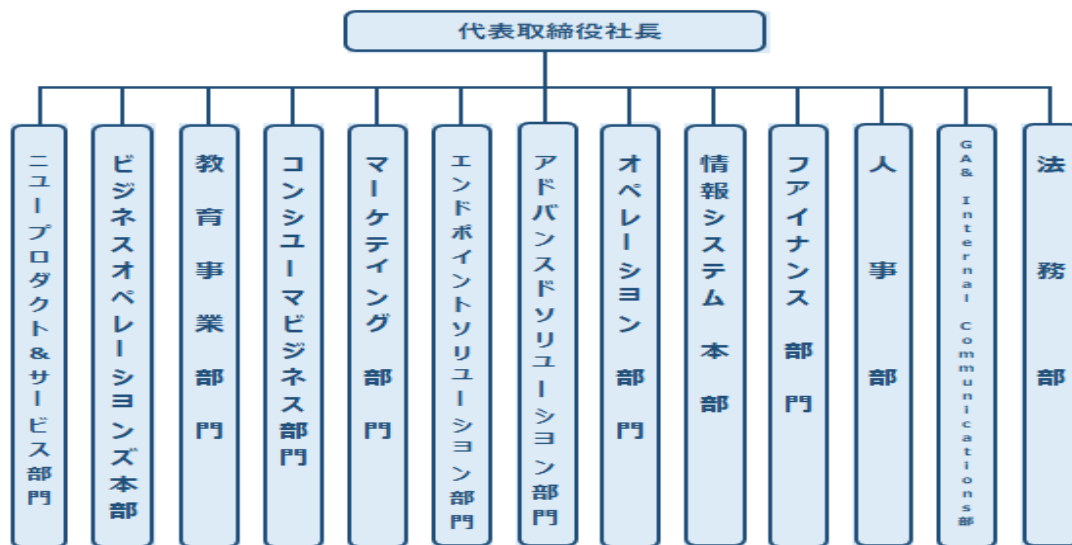 代表取締役社長
ニュープロダクト&サービス部門
ビジネスオペレーションズ本部
教育事業部門
コンシューマビジネス部門
マーケティング 部門
エンドポイントソリューション部門
アドバンスドソリューション部門
オペレーション 部門
情報システム 本部
ファイナンス 部門
人事部
GA& Internal Communications部
法務部